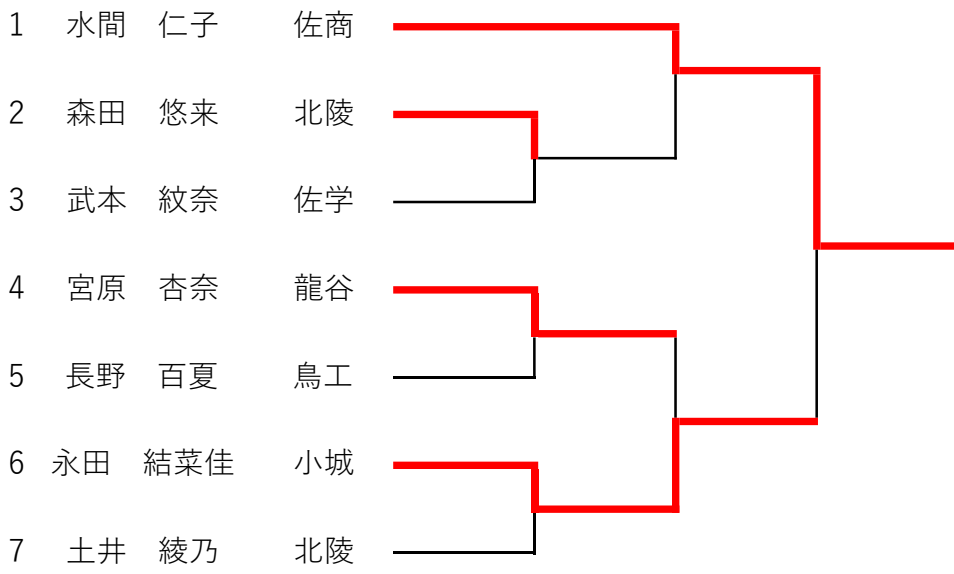 1 水間 仁子 佐商
2 森田 悠来 北陵
3 武本 紋奈 佐学
4 宮原 杏奈 龍谷
5 長野 百夏 鳥工
6 永田 結菜佳 小城
7 土井 綾乃 北陵